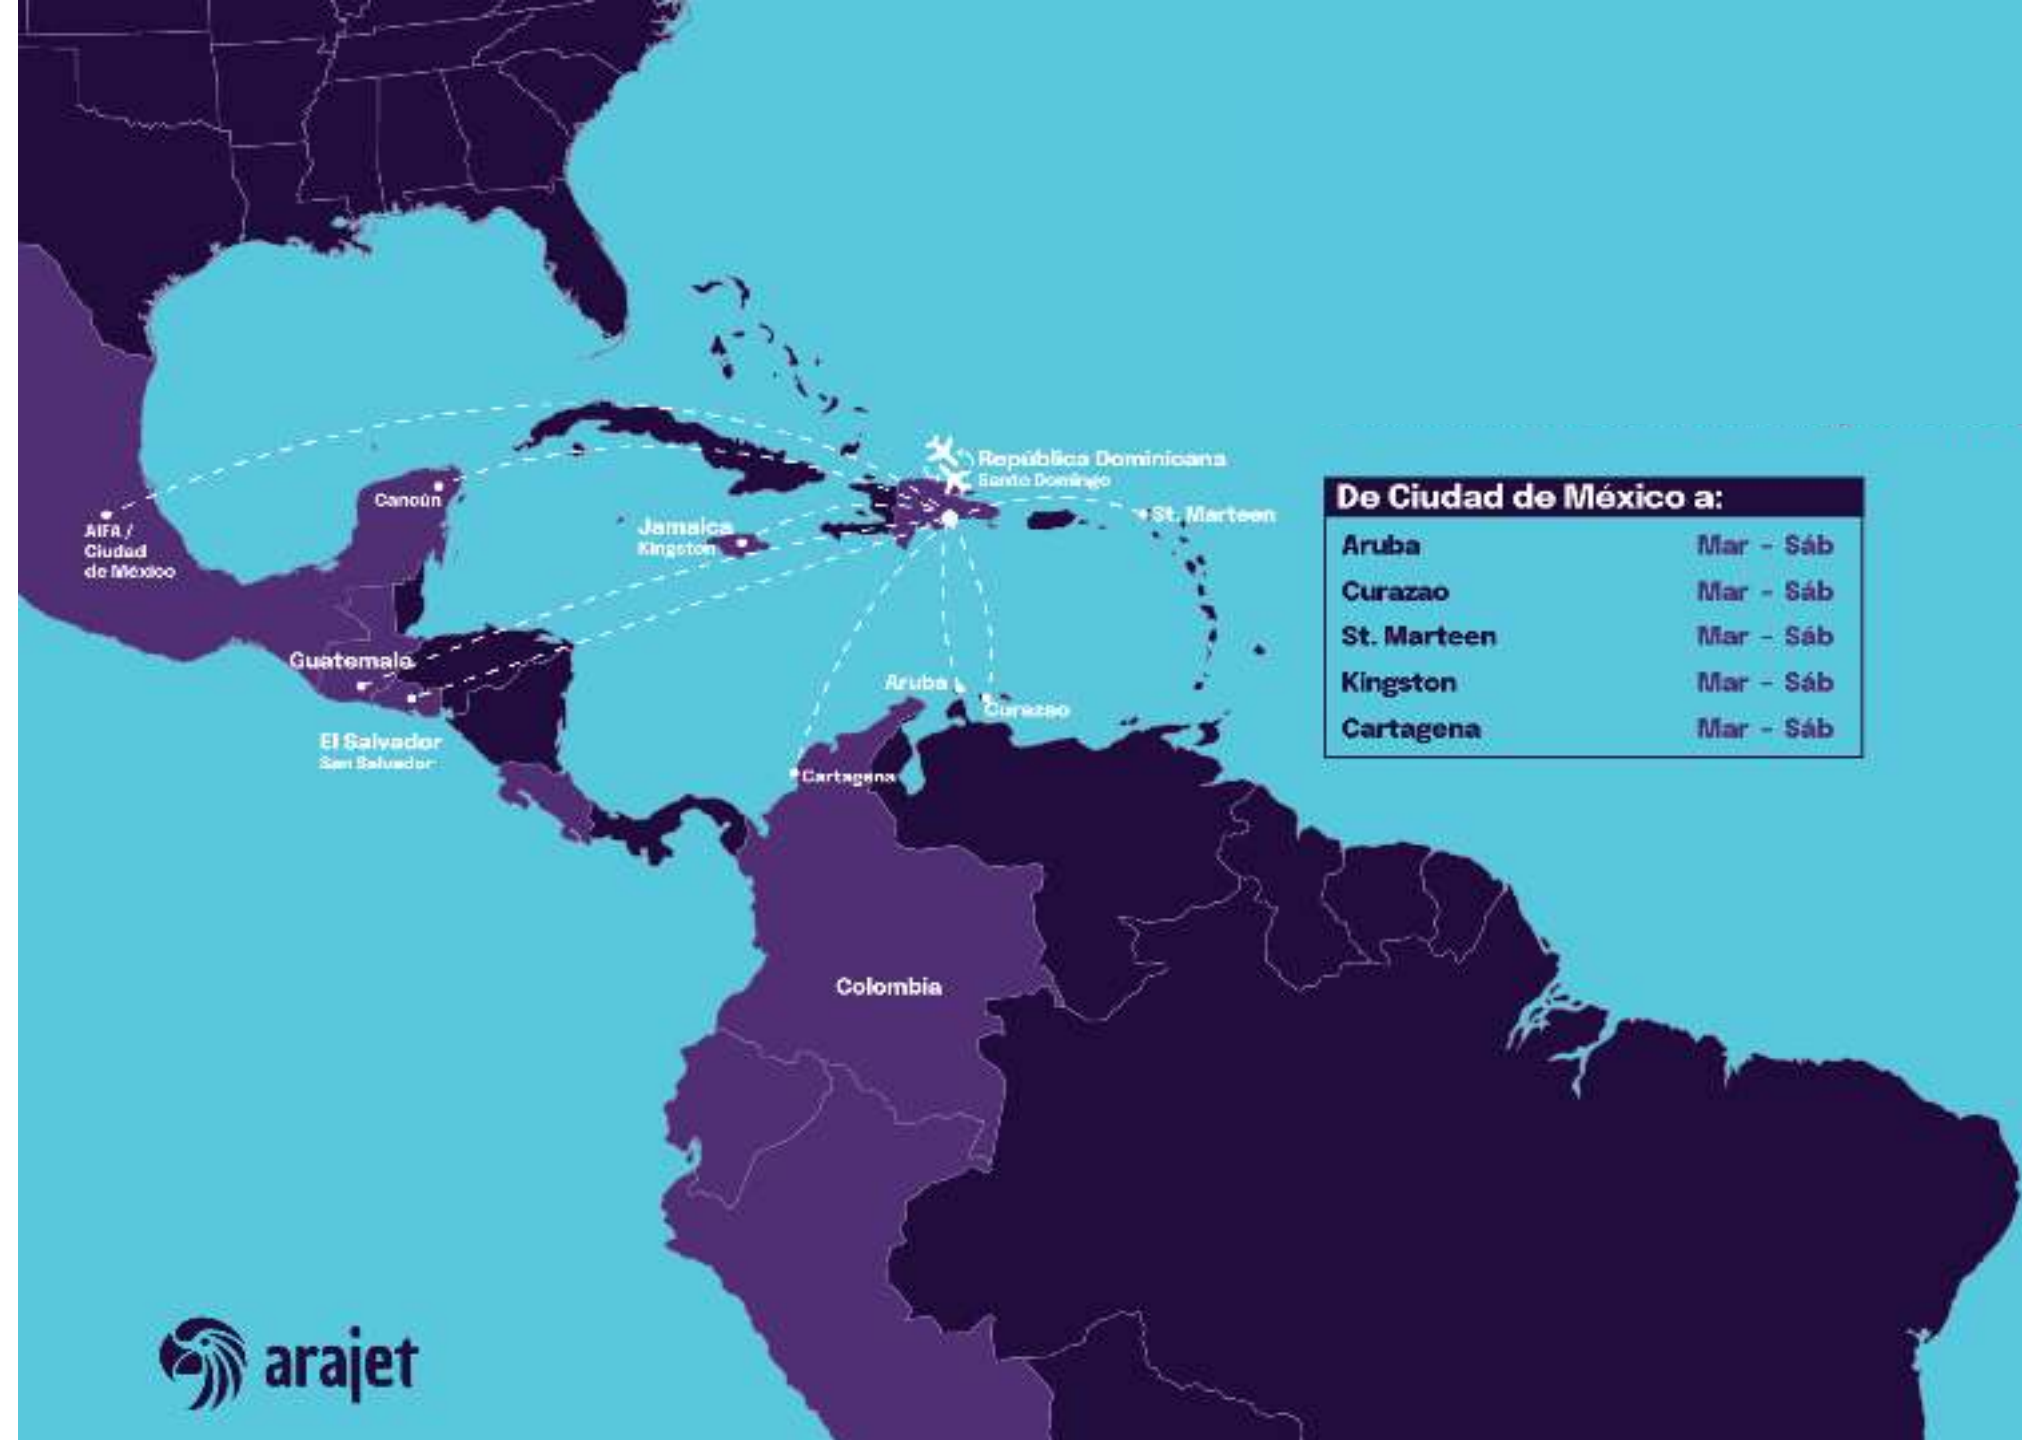 República Dominicana
Santo Domingo
Cancún
AIFA /
Ciudad
de México
Jamaica
Kingston
St. Marteen
De Ciudad de México a:
Aruba Mar - Sáb
Curazao Mar - Sáb
St. Marteen Mar - Sáb
Kingston Mar - Sáb
Cartagena Mar - Sáb
Guatemala
Aruba
Curazao
El Salvador
San Salvador
Cartagena
Colombia
arajet